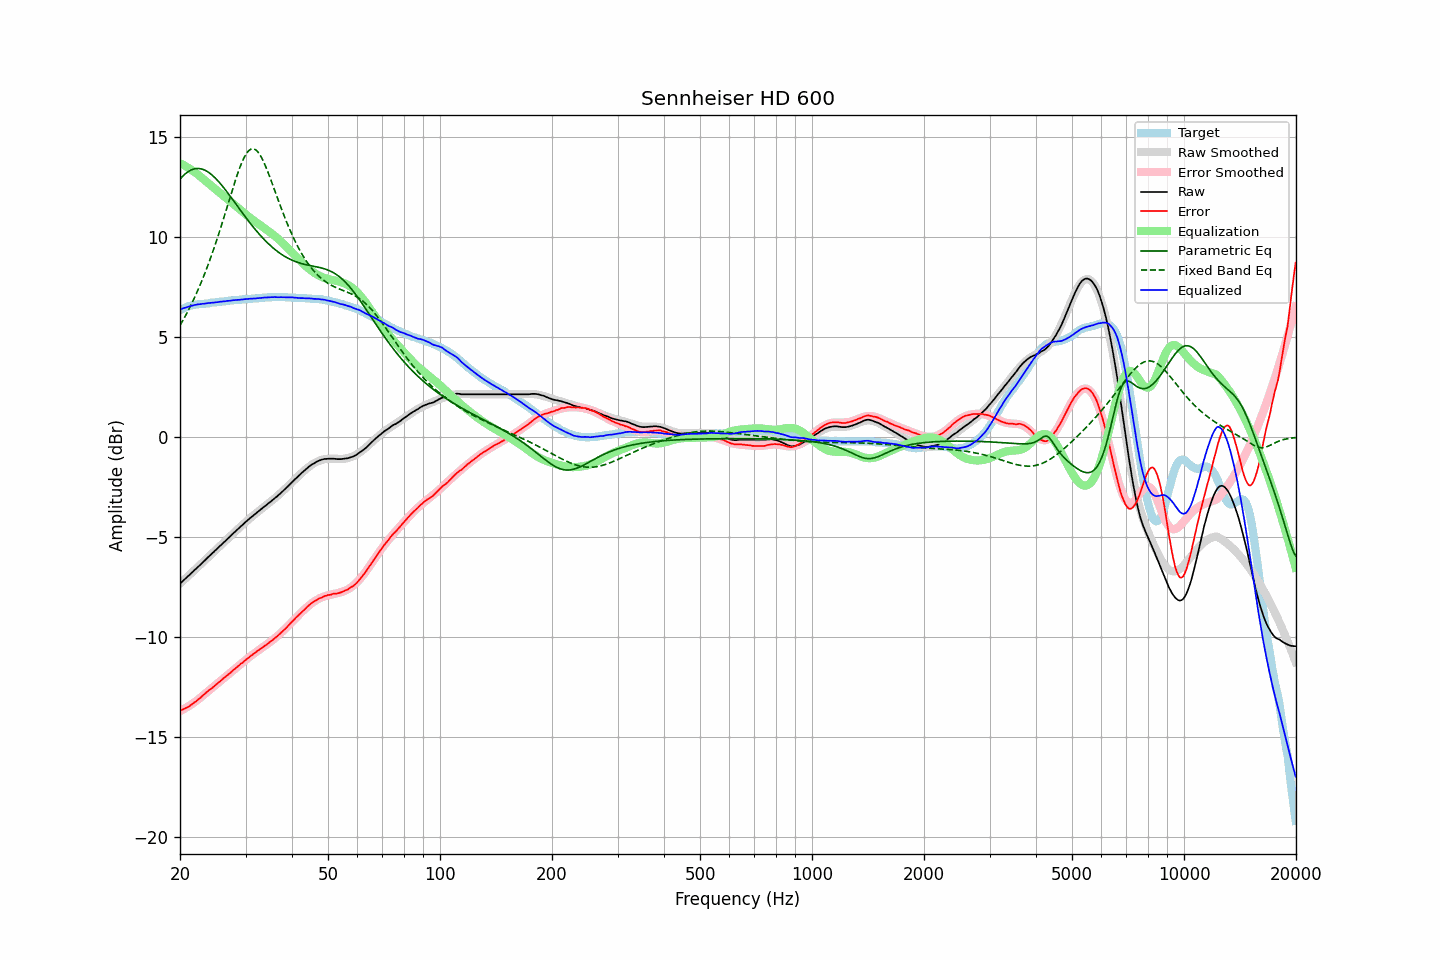 Sennheiser HD 600
Amplitude (dBr)
15
10
5
0
−5
−10
−15
−20
Target
Raw Smoothed
Error Smoothed
Raw
Error
Equalization
Parametric Eq
Fixed Band Eq
Equalized
20 50 100 200 500 1000 2000 5000 10000 20000
Frequency (Hz)